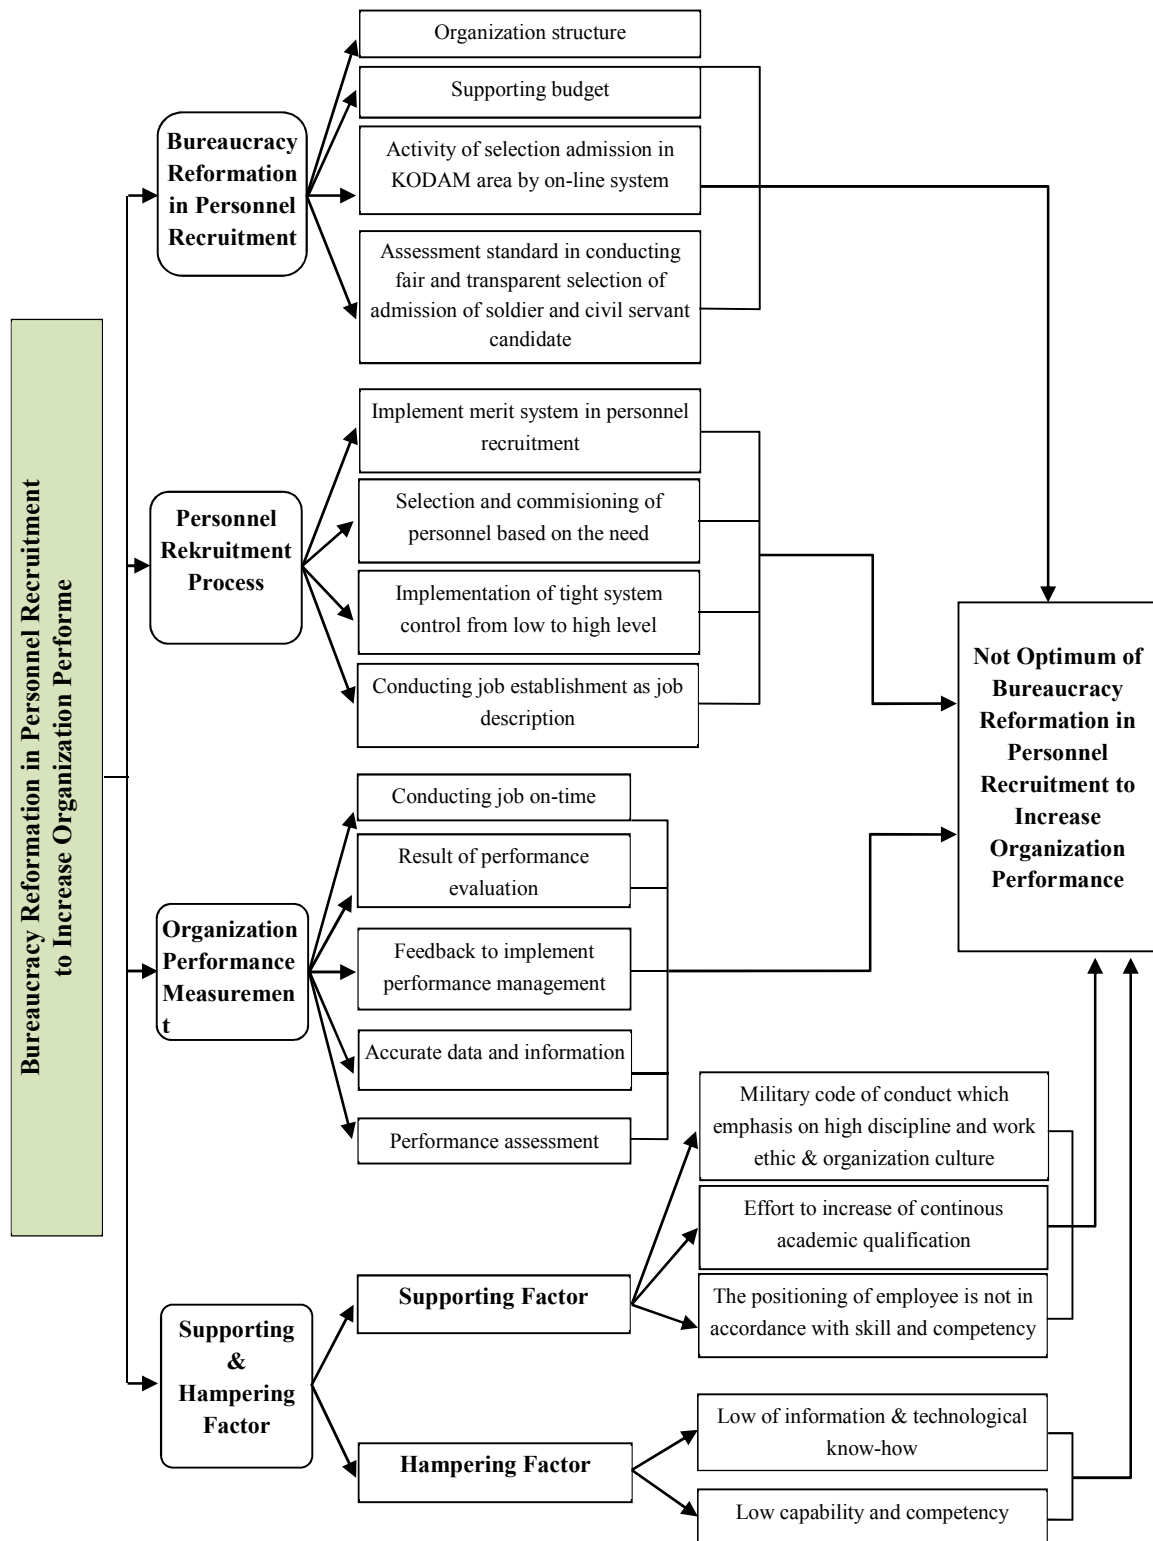 Bureaucracy Reformation in Personnel Recruitment
to Increase Organization Performe
Bureaucracy
Reformation
in Personnel
Recruitment
Organization structure
Supporting budget
Activity of selection admission in
KODAM area by on-line system
Assessment standard in conducting
fair and transparent selection of
admission of soldier and civil servant
candidate
Personnel
Rekruitment
Process
Implement merit system in personnel
recruitment
Selection and commisioning of
personnel based on the need
Implementation of tight system
control from low to high level
Conducting job establishment as job
description
Organization
Performance
Measuremen
t
Conducting job on-time
Result of performance
evaluation
Feedback to implement
performance management
Accurate data and information
Performance assessment
Supporting
&
Hampering
Factor
Supporting Factor
Military code of conduct which
emphasis on high discipline and work
ethic & organization culture
Effort to increase of continous
academic qualification
The positioning of employee is not in
accordance with skill and competency
Hampering Factor
Low of information & technological
know-how
Low capability and competency
Not Optimum of
Bureaucracy
Reformation in
Personnel
Recruitment to
Increase
Organization
Performance